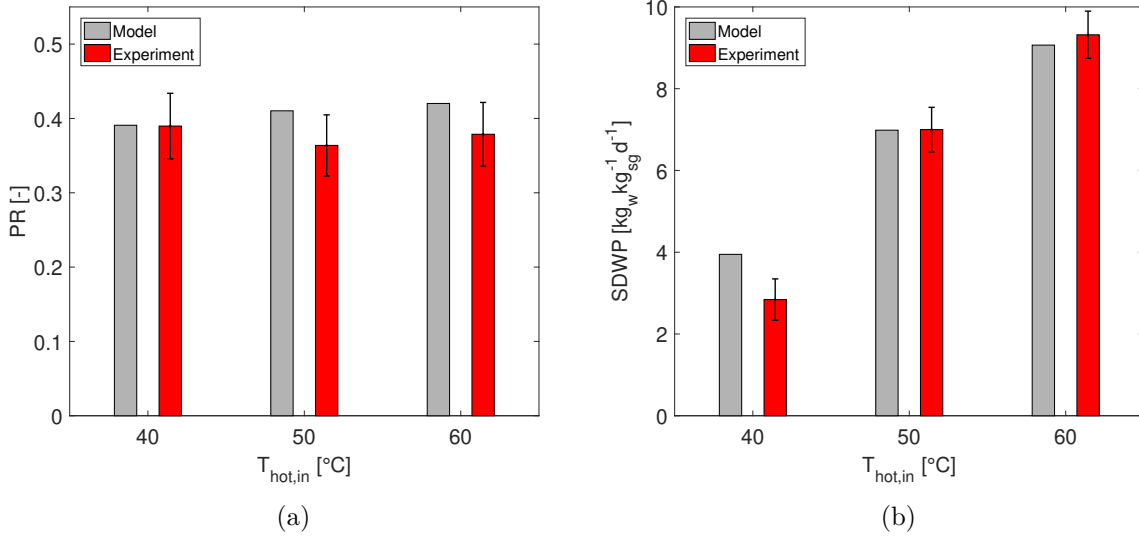 0.5
0.4
0.3
0.2
0.1
0
PR [-]
Model
Experiment
40 50 60
T_hot,in [°C]
(a)
10
8
6
4
2
0
SDWP [kg_w kg_sg^-1 d^-1]
Model
Experiment
40 50 60
T_hot,in [°C]
(b)